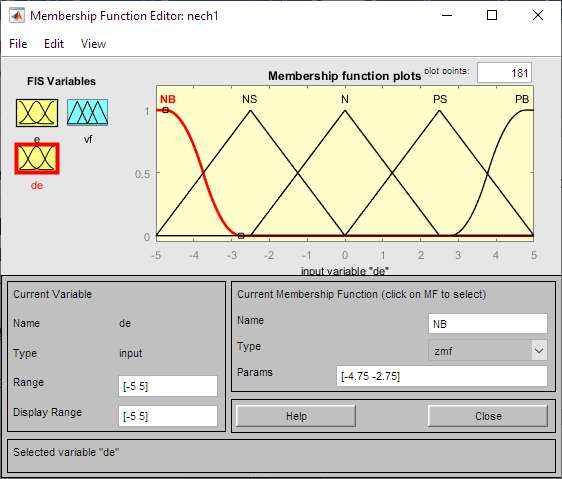 Membership Function Editor: nech1
File Edit View
FIS Variables
e
vf
de
Membership function plots
plot points:
181
NB NS N PS PB
1
0.5
0
-5 -4 -3 -2 -1 0 1 2 3 4 5
input variable "de"
Current Variable
Name de
Type input
Range [-5 5]
Display Range [-5 5]
Current Membership Function (click on MF to select)
Name NB
Type zmf
Params [-4.75 -2.75]
Help Close
Selected variable "de"